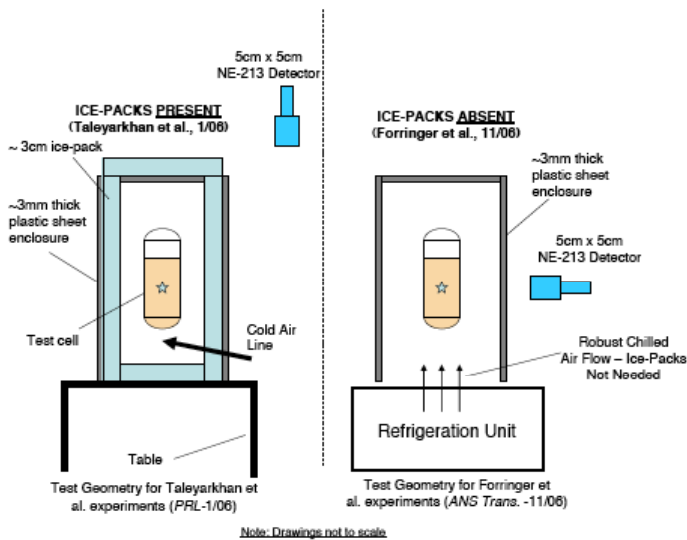 5cm x 5cm
NE-213 Detector
ICE-PACKS PRESENT
(Taleyarkhan et al., 1/06)
~ 3cm ice-pack
~3mm thick
plastic sheet
enclosure
Test cell
Cold Air
Line
Table
Test Geometry for Taleyarkhan et
al. experiments (PRL-1/06)
ICE-PACKS ABSENT
(Forringer et al., 11/06)
~3mm thick
plastic sheet
enclosure
5cm x 5cm
NE-213 Detector
Robust Chilled
Air Flow – Ice-Packs
Not Needed
Refrigeration Unit
Test Geometry for Forringer et
al. experiments (ANS Trans. -11/06)
Note: Drawings not to scale